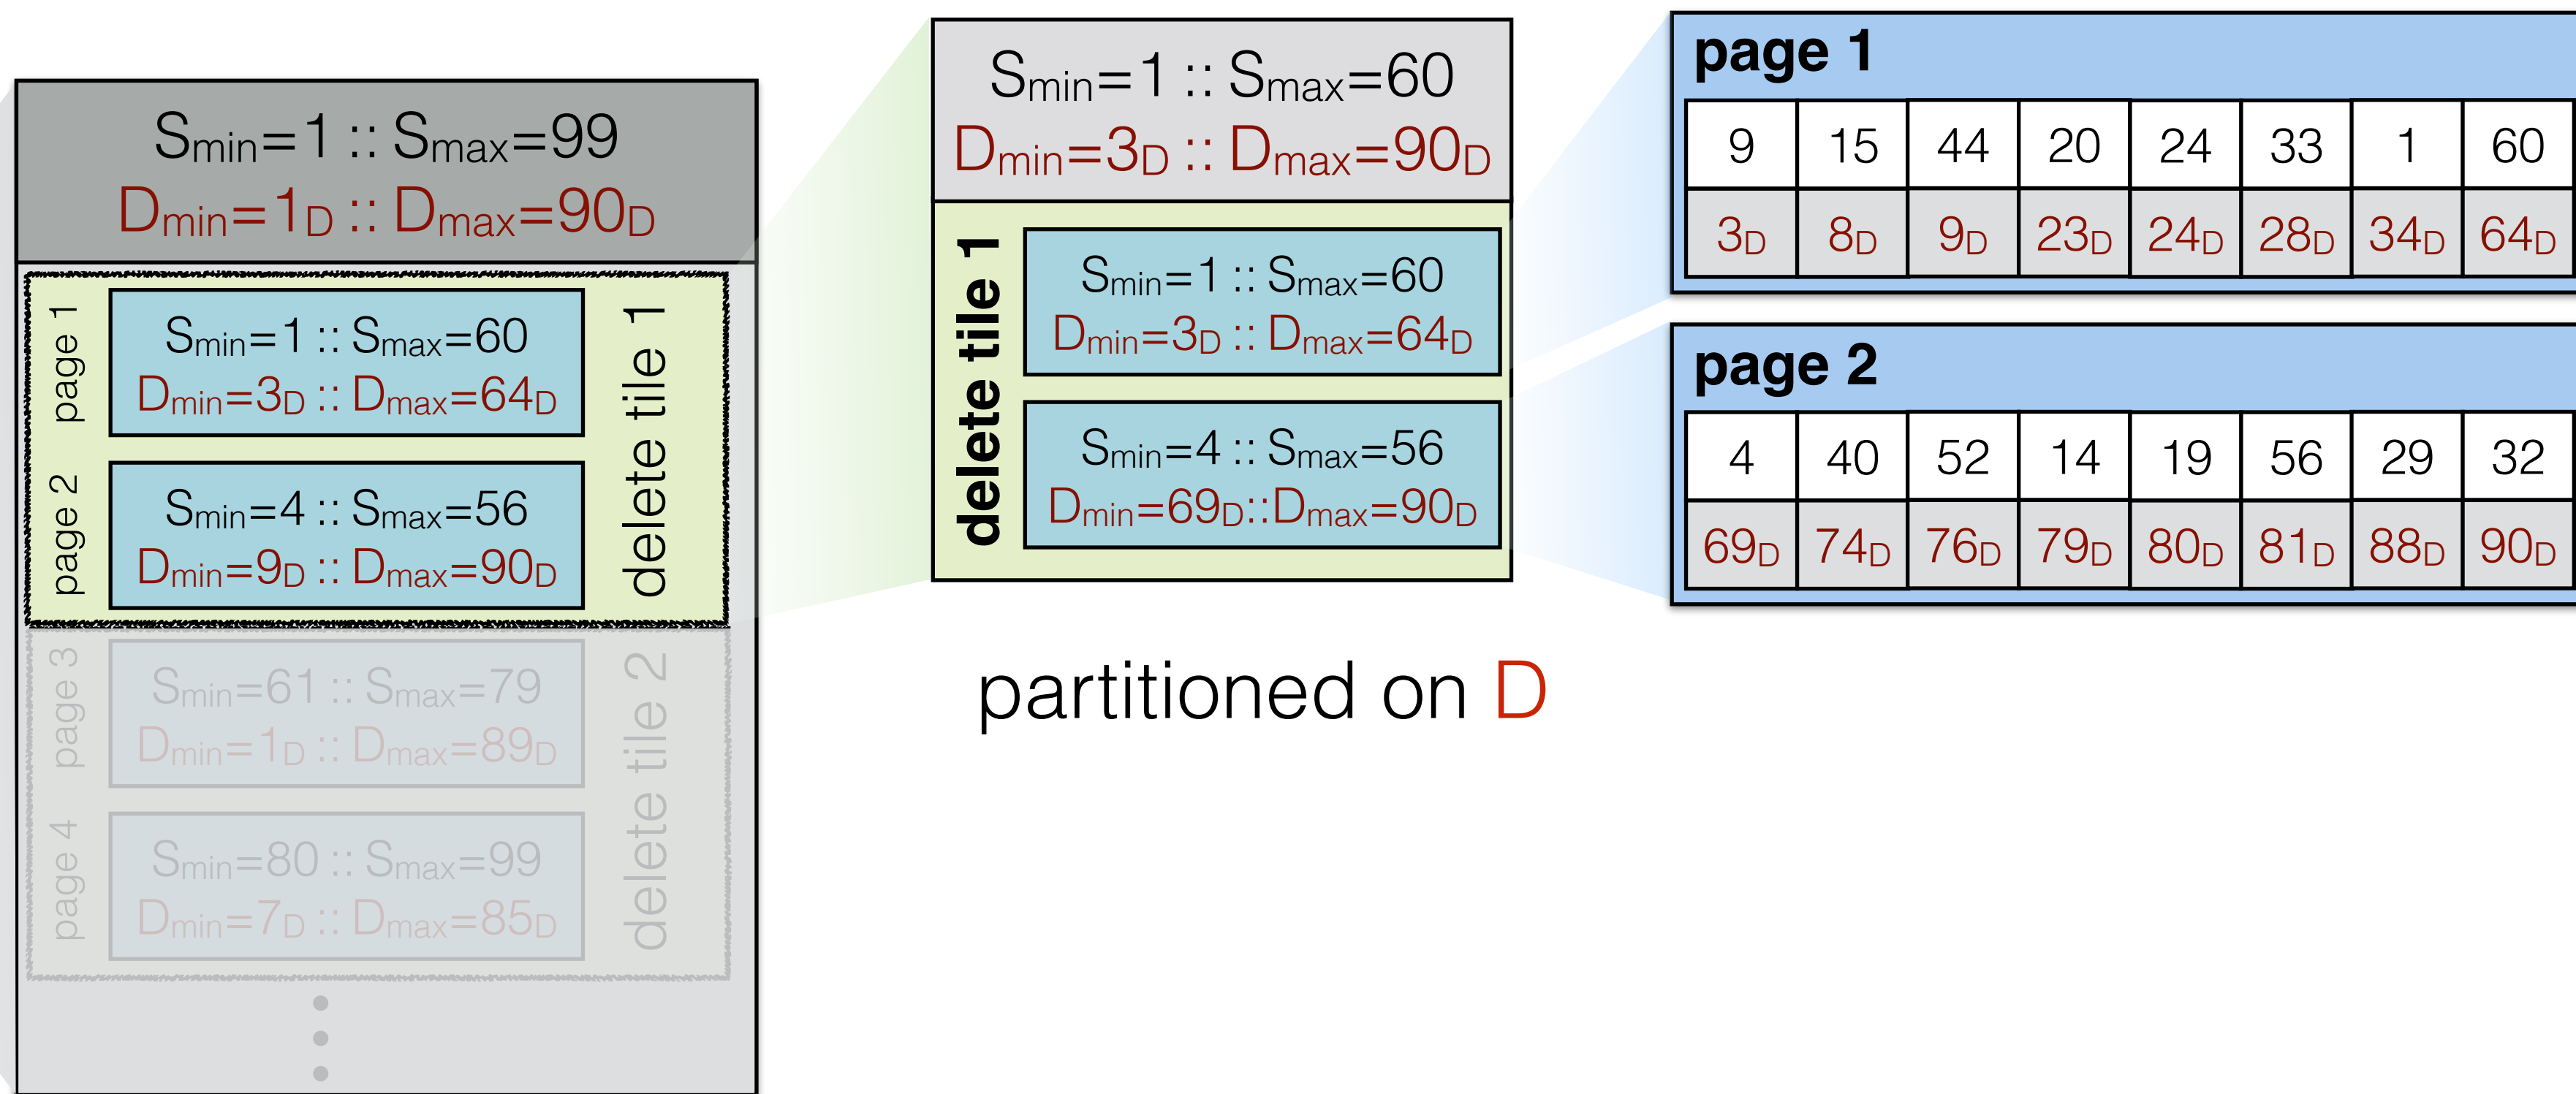 Smin=1 :: Smax=99
Dmin=1D :: Dmax=90D
page 1
Smin=1 :: Smax=60
Dmin=3D :: Dmax=64D
page 2
Smin=4 :: Smax=56
Dmin=9D :: Dmax=90D
delete tile 1
page 3
Smin=61 :: Smax=79
Dmin=1D :: Dmax=89D
page 4
Smin=80 :: Smax=99
Dmin=7D :: Dmax=85D
delete tile 2
Smin=1 :: Smax=60
Dmin=3D :: Dmax=90D
delete tile 1
Smin=1 :: Smax=60
Dmin=3D :: Dmax=64D
Smin=4 :: Smax=56
Dmin=69D::Dmax=90D
partitioned on D
page 1
9 15 44 20 24 33 1 60
3D 8D 9D 23D 24D 28D 34D 64D
page 2
4 40 52 14 19 56 29 32
69D 74D 76D 79D 80D 81D 88D 90D